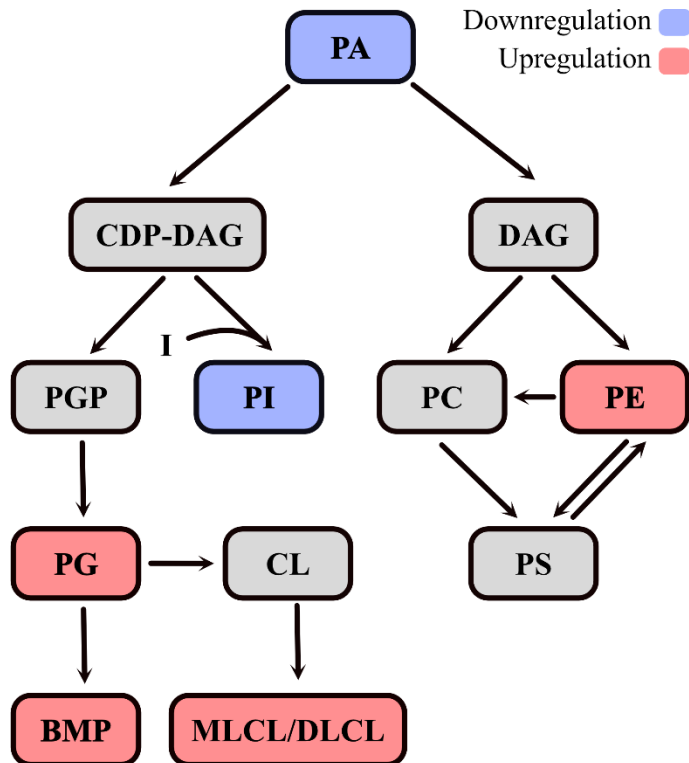 Downregulation
Upregulation
PA
CDP-DAG
DAG
I
PGP
PI
PC
PE
PG
CL
PS
BMP
MLCL/DLCL